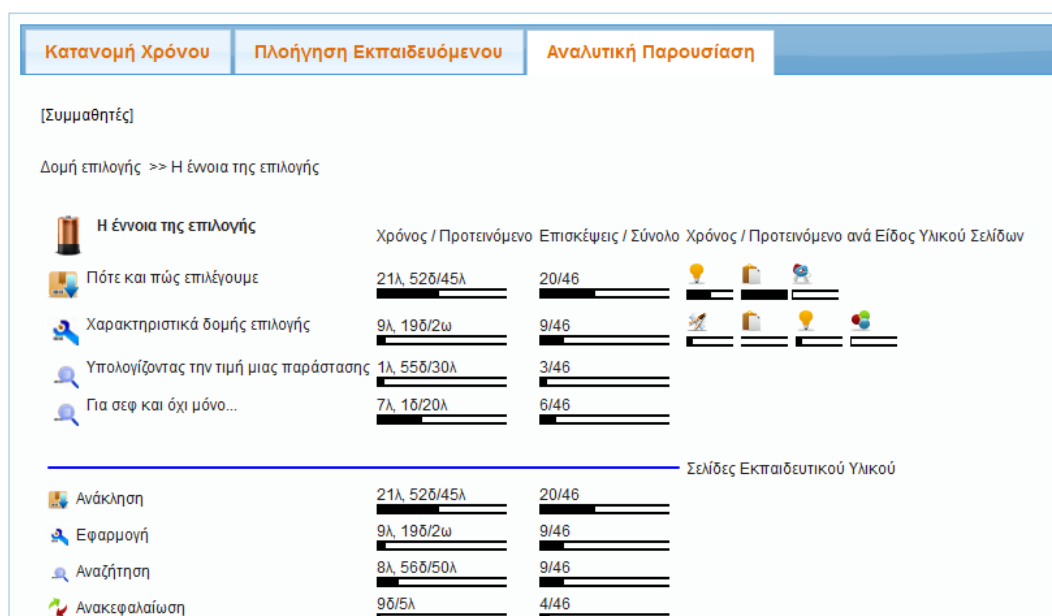 Κατανομή Χρόνου Πλοήγηση Εκπαιδευόμενου Αναλυτική Παρουσίαση
[Συμμαθητές]
Δομή επιλογής >> Η έννοια της επιλογής
Η έννοια της επιλογής
Χρόνος / Προτεινόμενο Επισκέψεις / Σύνολο Χρόνος / Προτεινόμενο ανά Είδος Υλικού Σελίδων
Πότε και πώς επιλέγουμε 21λ, 52δ/45λ 20/46
Χαρακτηριστικά δομής επιλογής 9λ, 19δ/2ω 9/46
Υπολογίζοντας την τιμή μιας παράστασης 1λ, 55δ/30λ 3/46
Για σεφ και όχι μόνο... 7λ, 1δ/20λ 6/46
Σελίδες Εκπαιδευτικού Υλικού
Ανάκληση 21λ, 52δ/45λ 20/46
Εφαρμογή 9λ, 19δ/2ω 9/46
Αναζήτηση 8λ, 56δ/50λ 9/46
Ανακεφαλαίωση 9δ/5λ 4/46